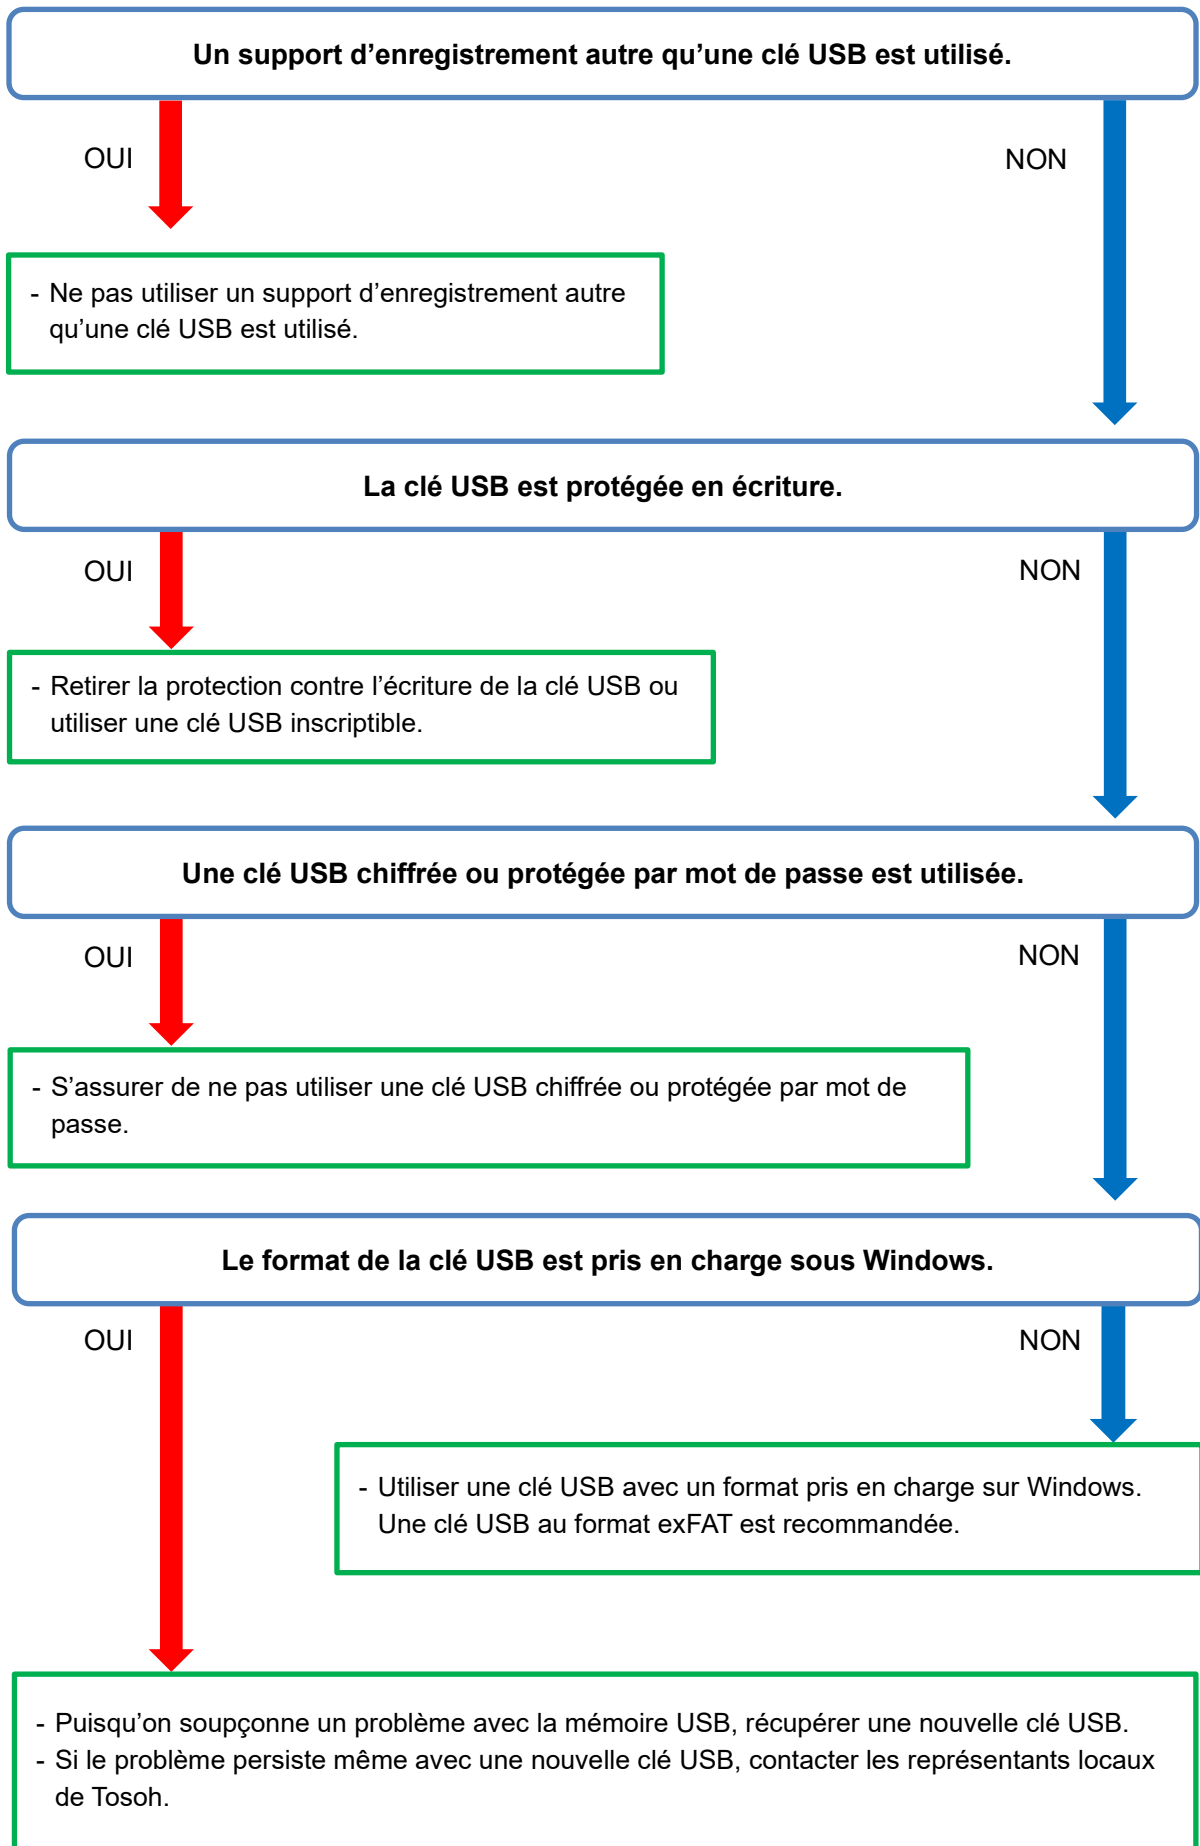 Un support d’enregistrement autre qu’une clé USB est utilisé.
OUI
NON
- Ne pas utiliser un support d’enregistrement autre
qu’une clé USB est utilisé.
La clé USB est protégée en écriture.
OUI
NON
- Retirer la protection contre l’écriture de la clé USB ou
utiliser une clé USB inscriptible.
Une clé USB chiffrée ou protégée par mot de passe est utilisée.
OUI
NON
- S’assurer de ne pas utiliser une clé USB chiffrée ou protégée par mot de
passe.
Le format de la clé USB est pris en charge sous Windows.
OUI
NON
- Utiliser une clé USB avec un format pris en charge sur Windows.
Une clé USB au format exFAT est recommandée.
- Puisqu’on soupçonne un problème avec la mémoire USB, récupérer une nouvelle clé USB.
- Si le problème persiste même avec une nouvelle clé USB, contacter les représentants locaux
de Tosoh.